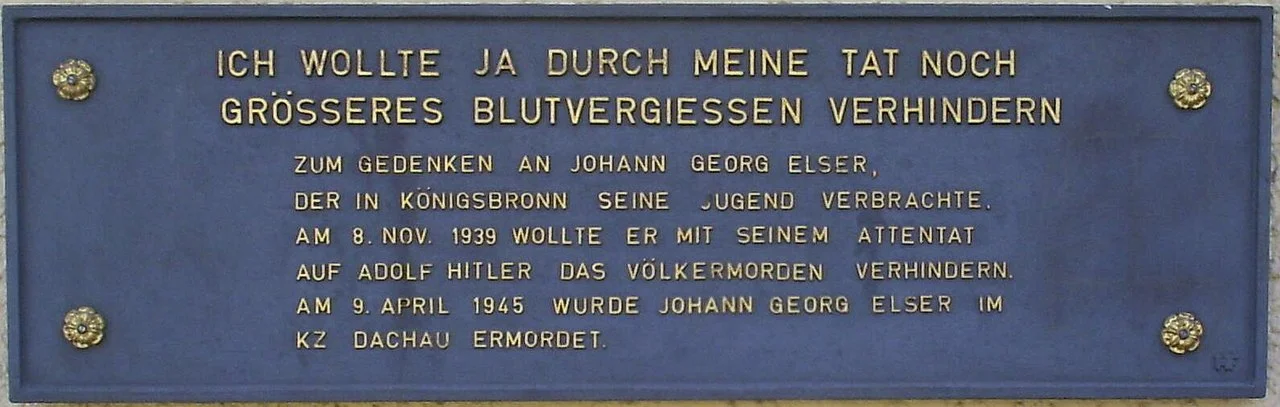 ICH WOLLTE JA DURCH MEINE TAT NOCH
GRÖSSERES BLUTVERGIESSEN VERHINDERN
ZUM GEDENKEN AN JOHANN GEORG ELSER,
DER IN KÖNIGSBRONN SEINE JUGEND VERBRACHTE.
AM 8. NOV. 1939 WOLLTE ER MIT SEINEM ATTENTAT
AUF ADOLF HITLER DAS VÖLKERMORDEN VERHINDERN.
AM 9. APRIL 1945 WURDE JOHANN GEORG ELSER IM
KZ DACHAU ERMORDET.